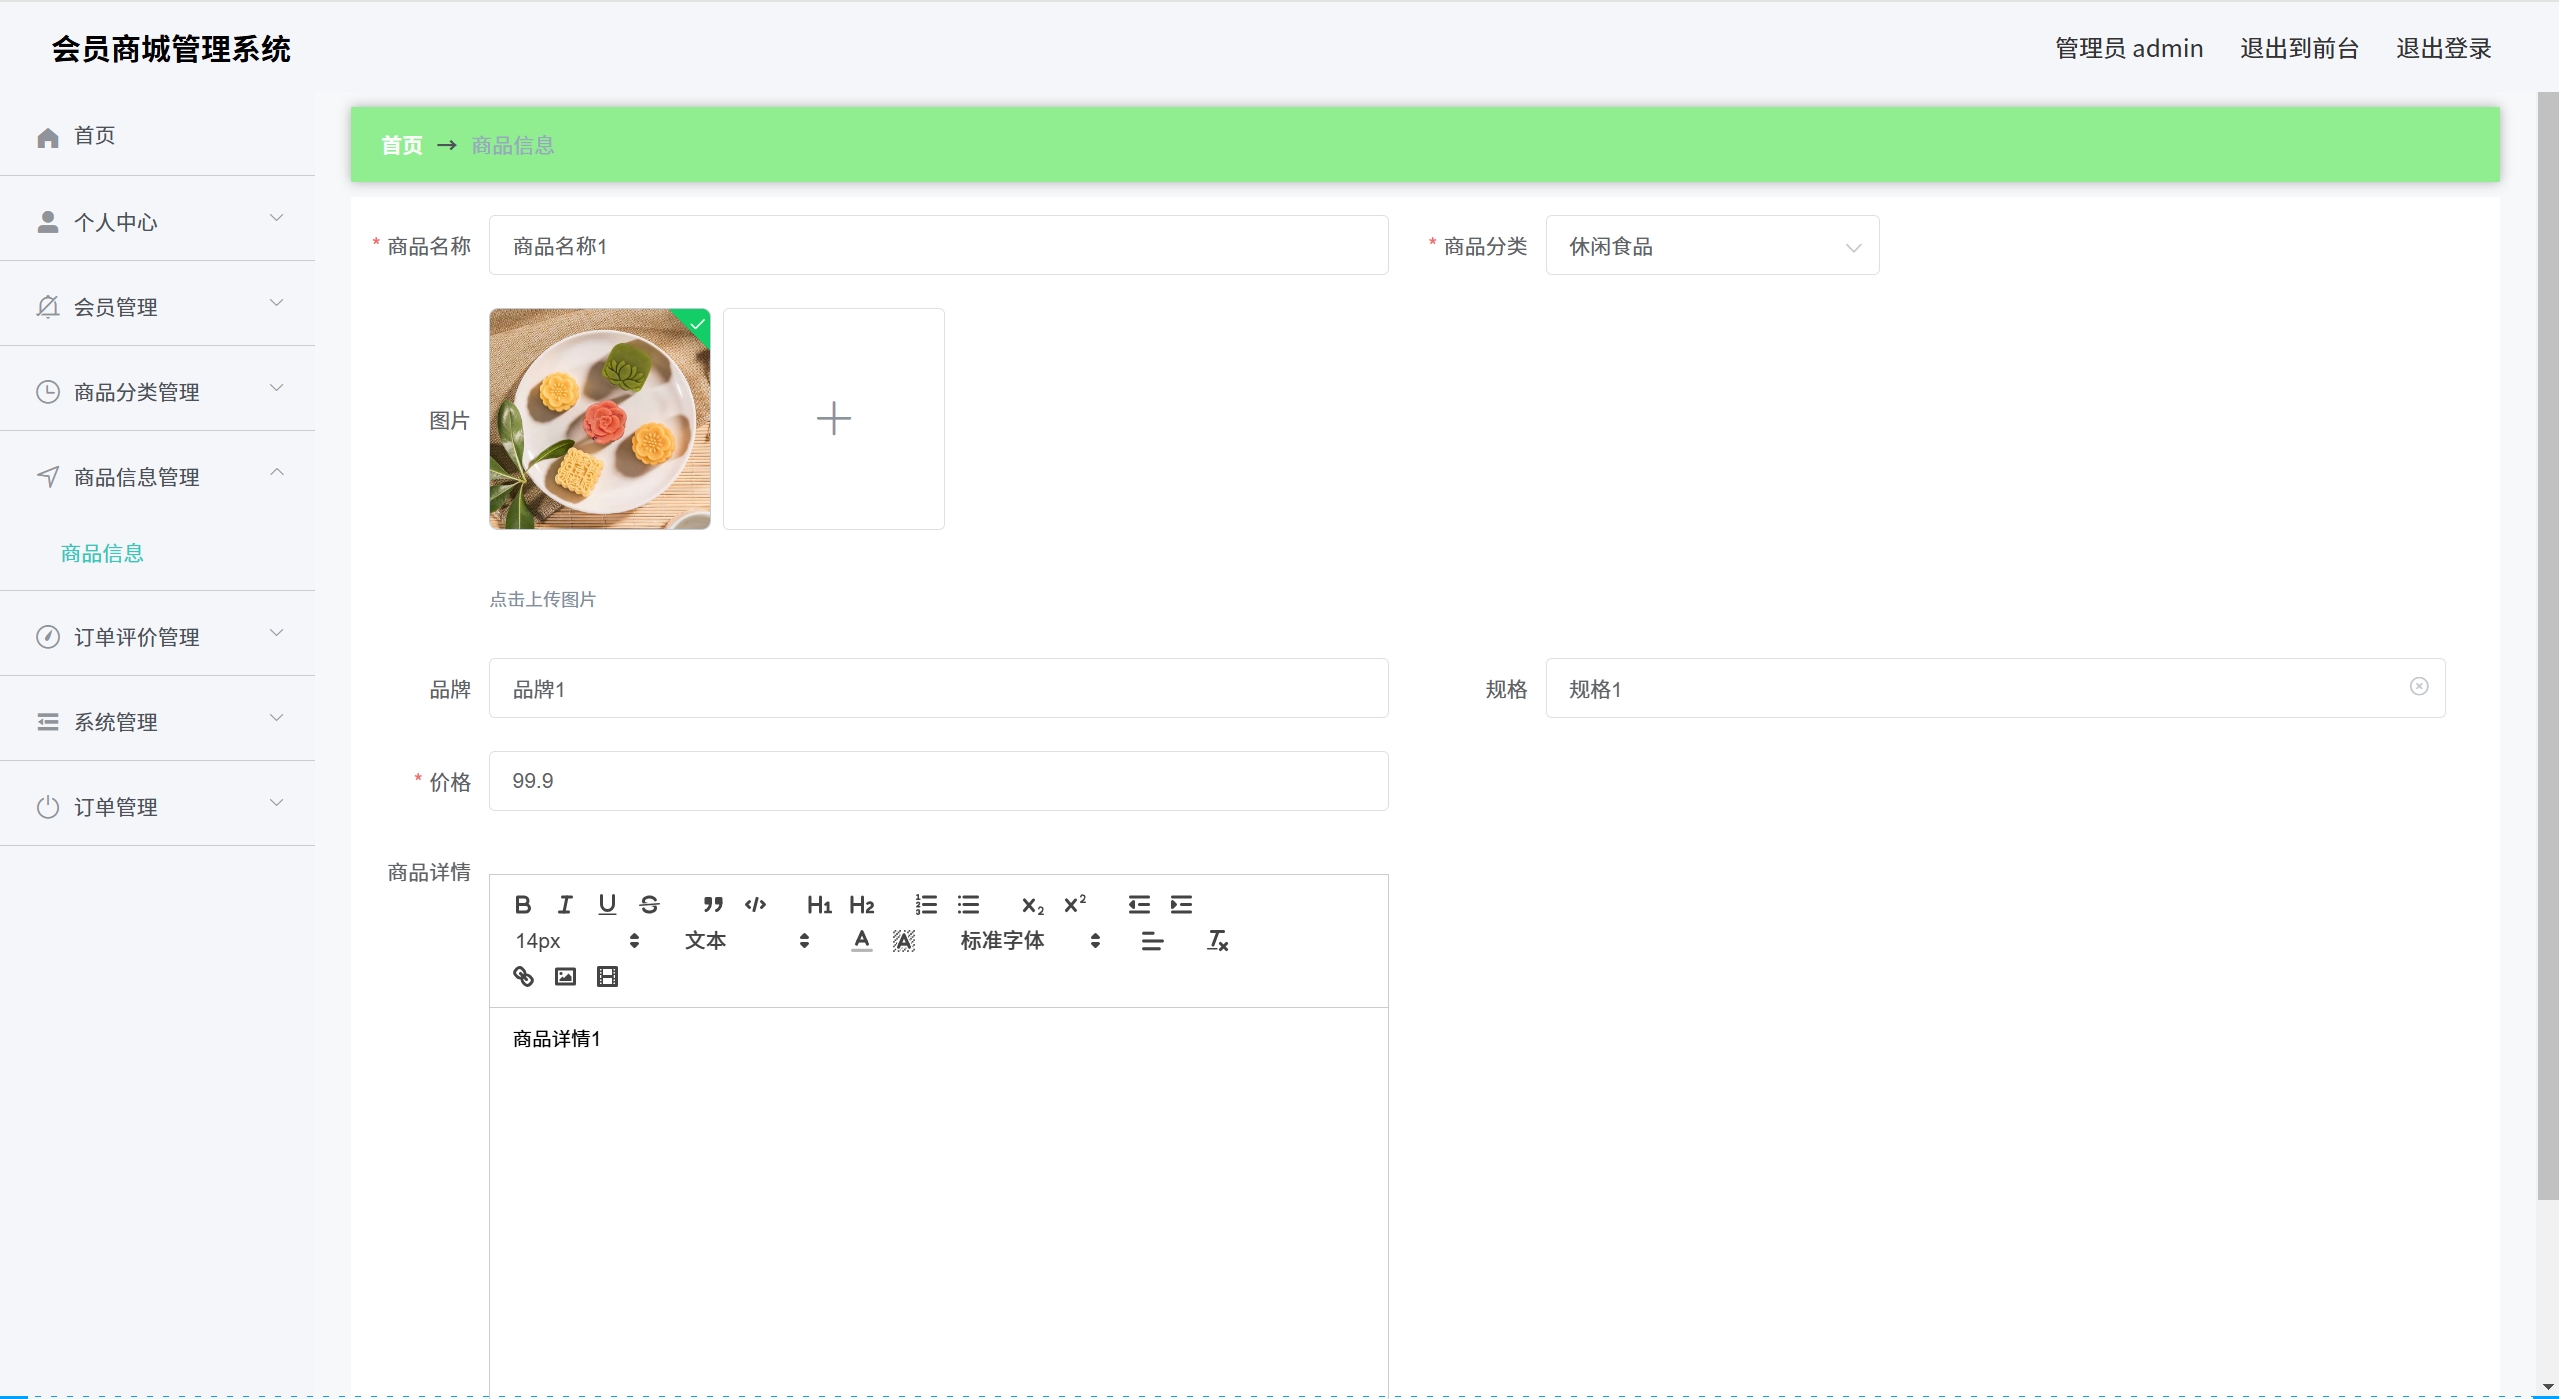 会员商城管理系统
管理员 admin 退出到前台 退出登录
首页
个人中心
会员管理
商品分类管理
商品信息管理
商品信息
订单评价管理
系统管理
订单管理
首页 → 商品信息
* 商品名称 商品名称1
* 商品分类 休闲食品
图片
点击上传图片
品牌 品牌1
规格 规格1
* 价格 99.9
商品详情
B I U S ” </> H1 H2 x2 x2
14px 文本 A A 标准字体 Tx
商品详情1